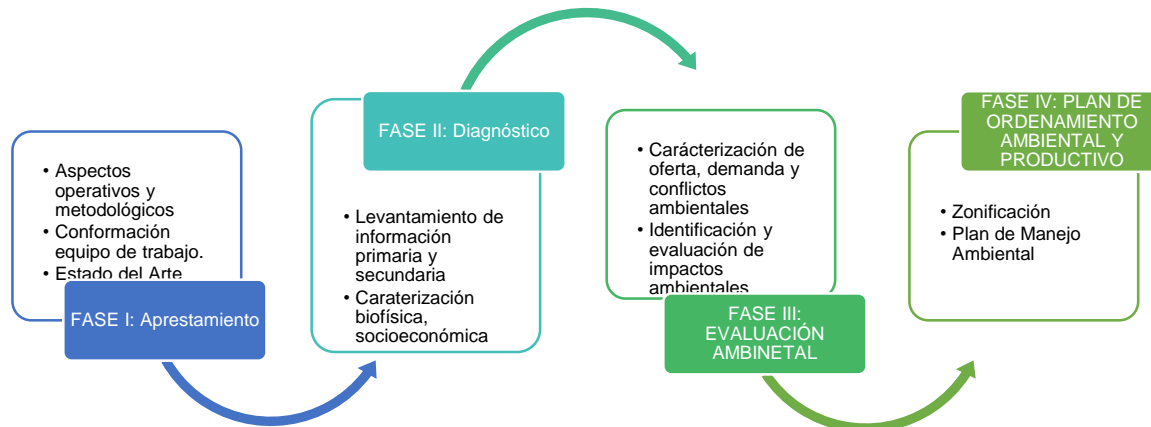 • Aspectos
operativos y
metodológicos
• Conformación
equipo de trabajo.
• Estado del Arte
FASE I: Aprestamiento
FASE II: Diagnóstico
• Levantamiento de
información
primaria y
secundaria
• Caraterización
biofísica,
socioeconómica
• Carácterización de
oferta, demanda y
conflictos
ambientales
• Identificación y
evaluación de
impactos
ambientales
FASE III:
EVALUACIÓN
AMBINETAL
FASE IV: PLAN DE
ORDENAMIENTO
AMBIENTAL Y
PRODUCTIVO
• Zonificación
• Plan de Manejo
Ambiental